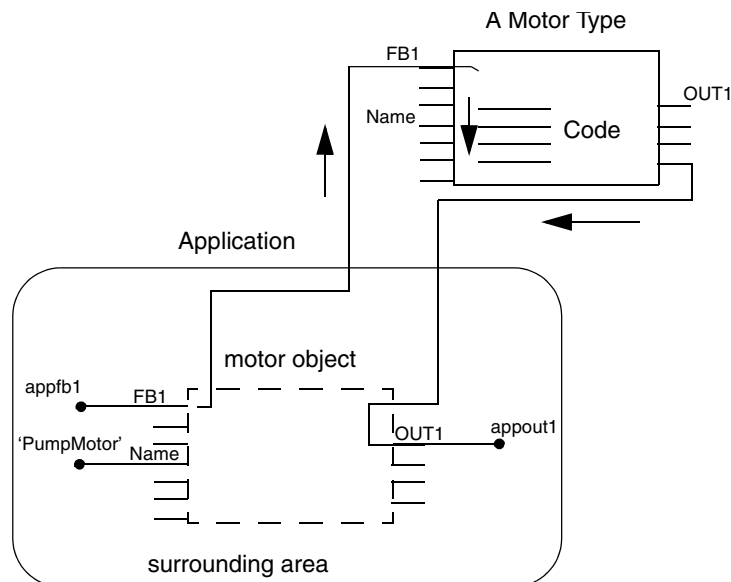 A Motor Type
FB1
OUT1
Name
Code
Application
motor object
appfb1
FB1
'PumpMotor'
Name
OUT1
appout1
surrounding area